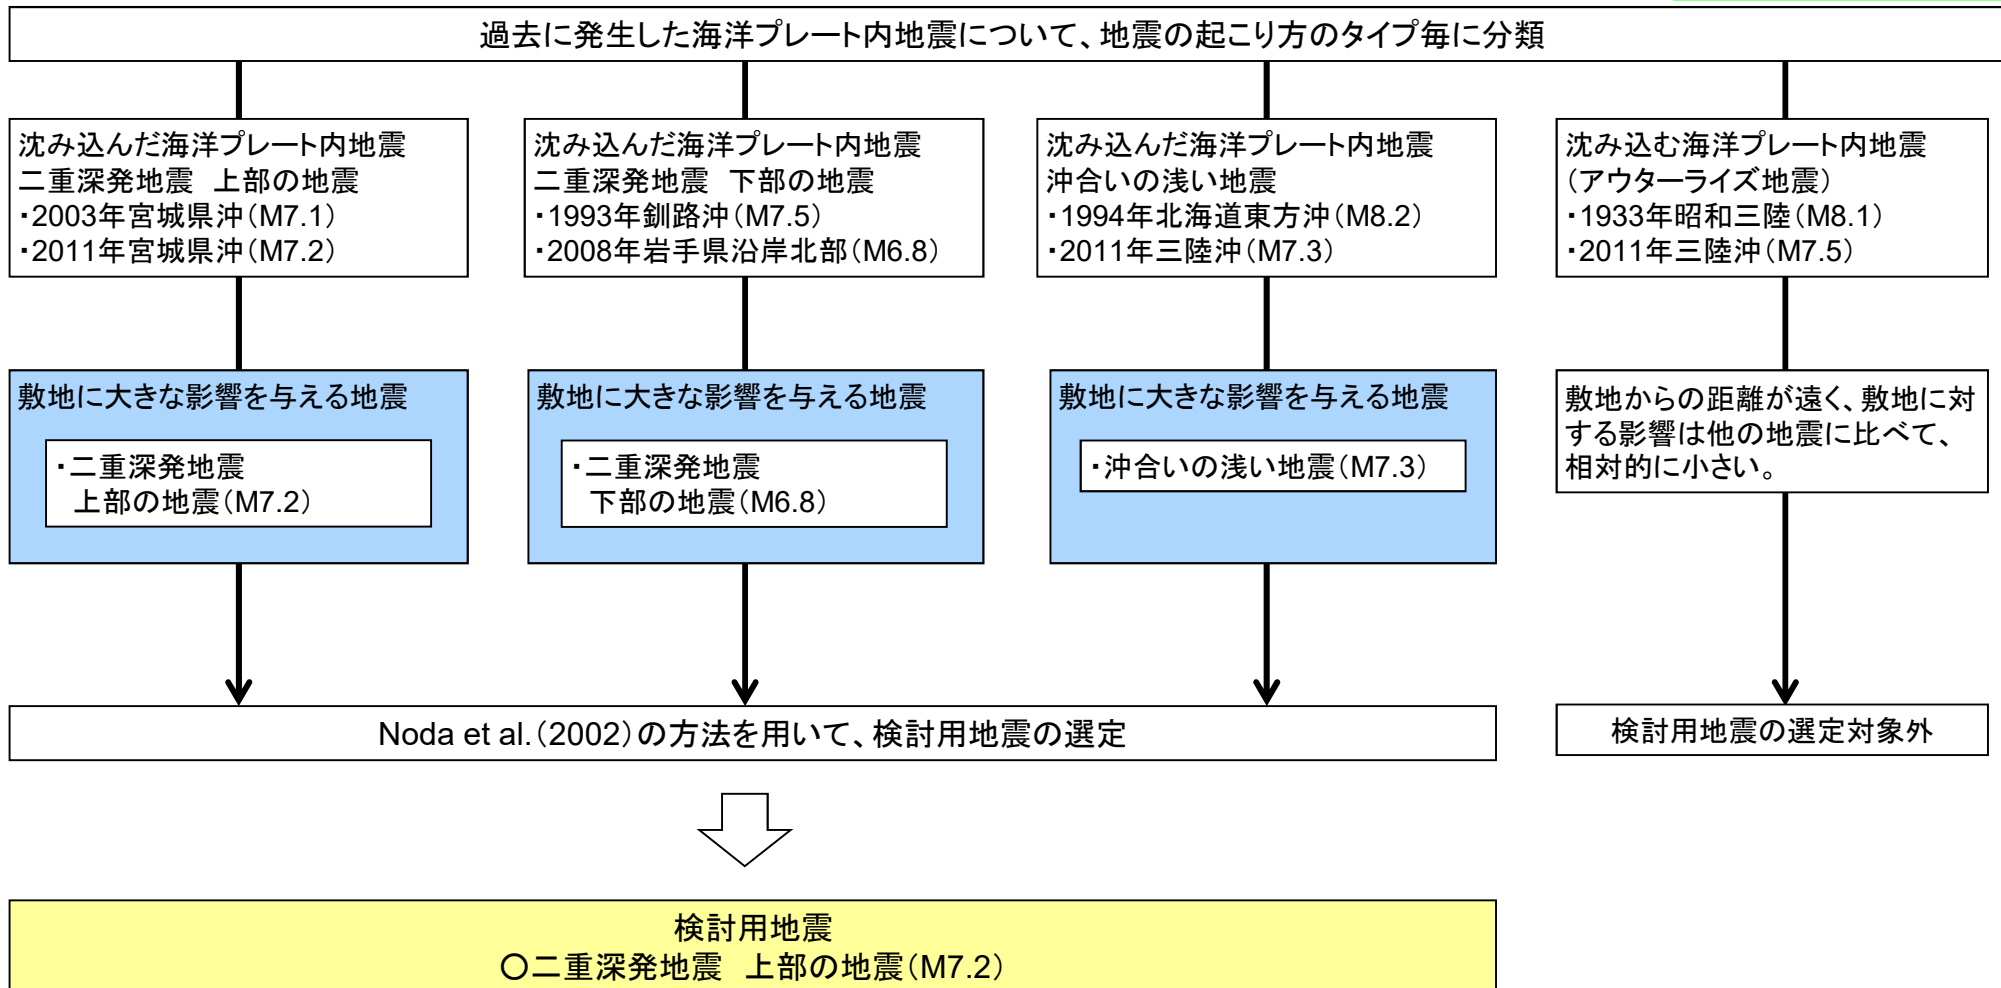 過去に発生した海洋プレート内地震について、地震の起こり方のタイプ毎に分類
沈み込んだ海洋プレート内地震
二重深発地震　上部の地震
・2003年宮城県沖(M7.1)
・2011年宮城県沖(M7.2)
沈み込んだ海洋プレート内地震
二重深発地震　下部の地震
・1993年釧路沖(M7.5)
・2008年岩手県沿岸北部(M6.8)
沈み込んだ海洋プレート内地震
沖合いの浅い地震
・1994年北海道東方沖(M8.2)
・2011年三陸沖(M7.3)
沈み込む海洋プレート内地震
(アウターライズ地震)
・1933年昭和三陸(M8.1)
・2011年三陸沖(M7.5)
敷地に大きな影響を与える地震
・二重深発地震
上部の地震(M7.2)
敷地に大きな影響を与える地震
・二重深発地震
下部の地震(M6.8)
敷地に大きな影響を与える地震
・沖合いの浅い地震(M7.3)
敷地からの距離が遠く、敷地に対
する影響は他の地震に比べて、
相対的に小さい。
Noda et al.(2002)の方法を用いて、検討用地震の選定
検討用地震の選定対象外
検討用地震
○二重深発地震　上部の地震(M7.2)